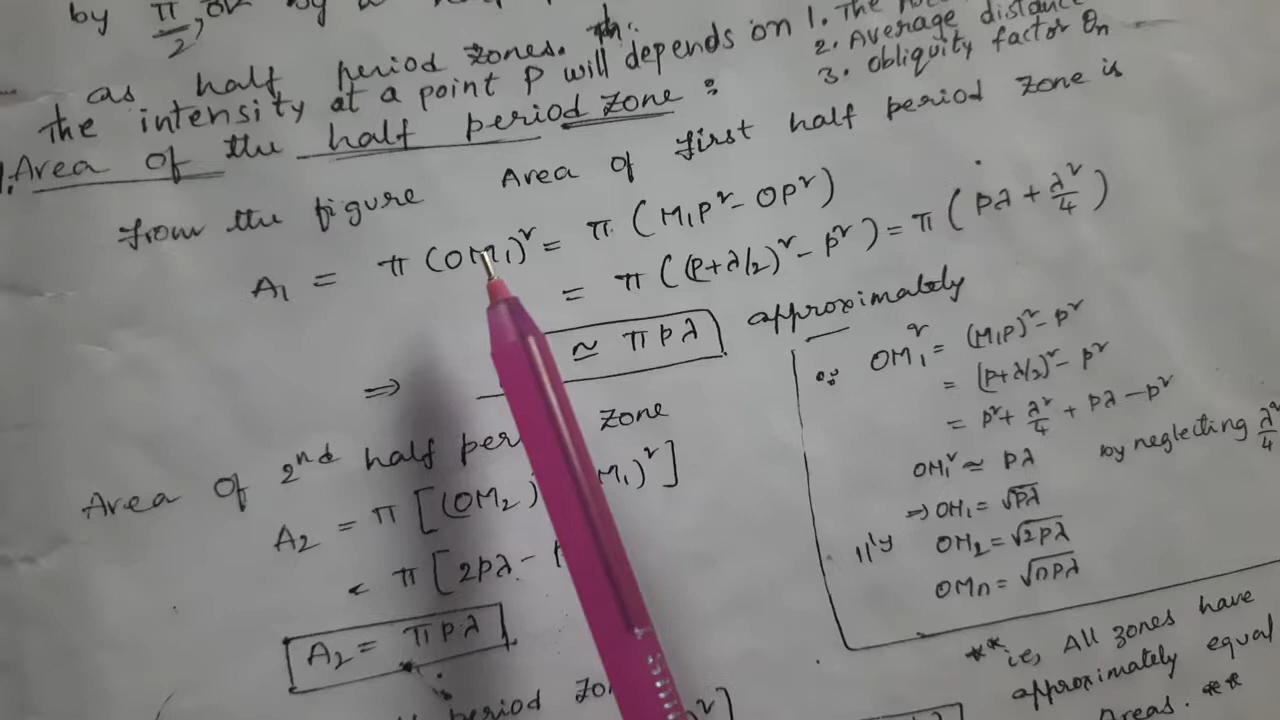 by π/2, or by a
as half period zones. Th:
The intensity at a point P will depends on 1. The
2. Average distance
3. Obliquity factor θn
1. Area of the half period zone :
from the figure Area of first half period zone is
A1 = π (OM1)² = π (M1P² - OP²)
= π ((P+λ/2)² - P²) = π (Pλ + λ²/4)
⇒ ≃ πPλ approximately
∵ OM1² = (M1P)² - P²
= (P+λ/2)² - P²
= P² + λ²/4 + Pλ - P²
OM1² ≃ Pλ by neglecting λ²/4
⇒ OM1 = √Pλ
lllly OM2 = √2Pλ
OMn = √nPλ
Area of 2nd half per zone
A2 = π [(OM2) M1)²]
< π [2Pλ -
A2 = πPλ
** ie, All zones have
approximately equal
Areas. **
period zo